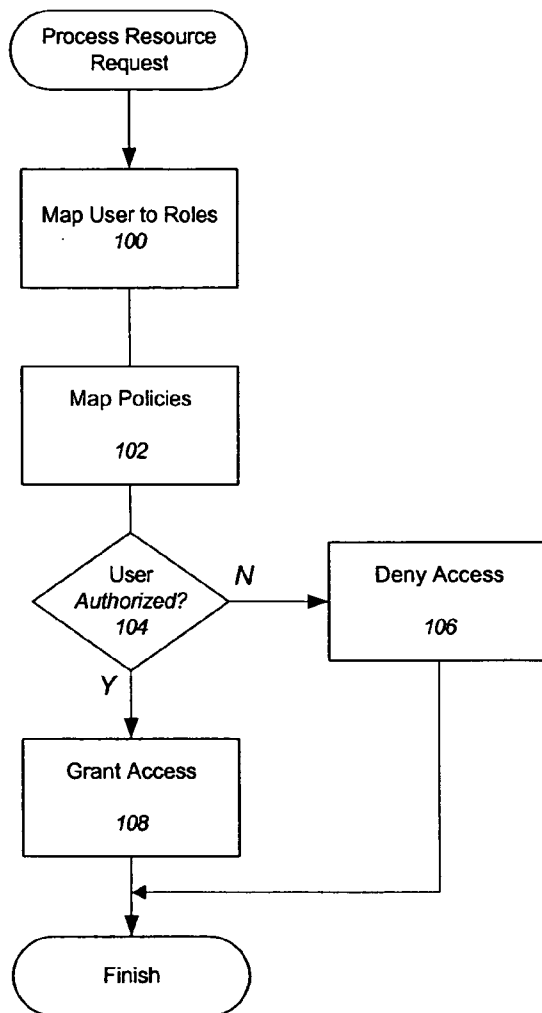 Process Resource
Request
Map User to Roles
100
Map Policies
102
User
Authorized?
104
N
Deny Access
106
Y
Grant Access
108
Finish